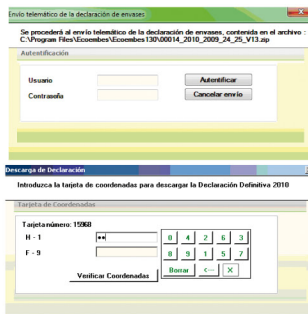 Envío telemático de la declaración de envases
Se procederá al envío telemático de la declaración de envases, contenida en el archivo :
C:\Program Files\Ecoembes\Ecoembes130\00014_2010_2009_24_25_V13.zip
Autentificación
Usuario
Autentificar
Contraseña
Cancelar envío
Descarga de Declaración
Introduzca la tarjeta de coordenadas para descargar la Declaración Definitiva 2010
Tarjeta de Coordenadas
Tarjeta número: 15968
H - 1
0 4 2 6 3
F - 9
8 9 1 5 7
Verificar Coordenadas
Borrar <-- X